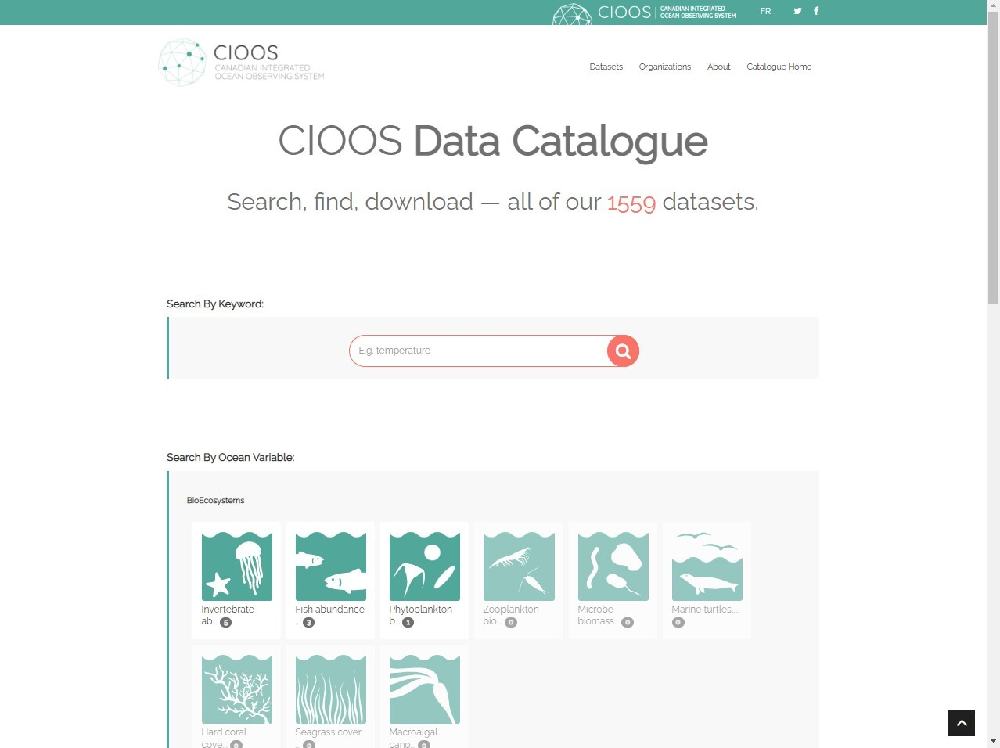 CIOOS CANADIAN INTEGRATED
OCEAN OBSERVING SYSTEM
FR
CIOOS
CANADIAN INTEGRATED
OCEAN OBSERVING SYSTEM
Datasets Organizations About Catalogue Home
CIOOS Data Catalogue
Search, find, download — all of our 1559 datasets.
Search By Keyword:
E.g. temperature
Search By Ocean Variable:
BioEcosystems
Invertebrate
ab... 5
Fish abundance
... 3
Phytoplankton
b... 1
Zooplankton
bio... 0
Microbe
biomass... 0
Marine turtles,...
0
Hard coral
cove... 0
Seagrass cover
... 0
Macroalgal
cano... 0